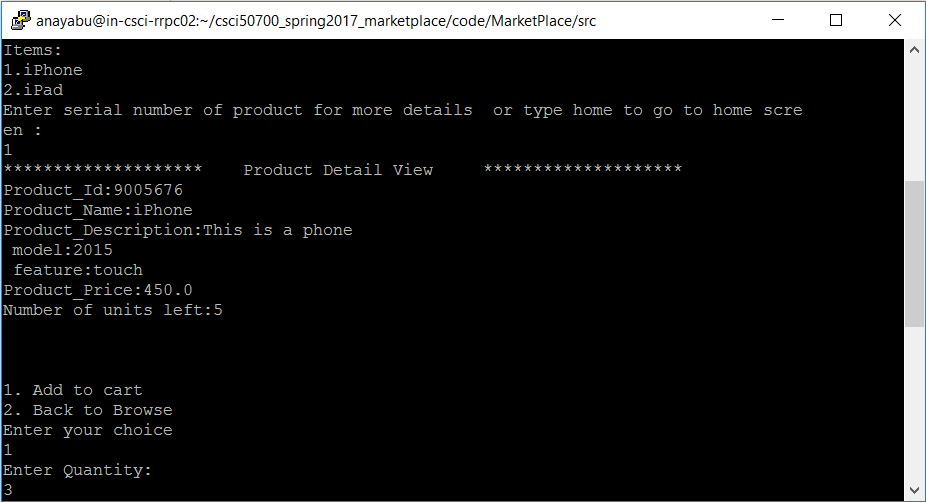 anayabu@in-csci-rrpc02:~/csci50700_spring2017_marketplace/code/MarketPlace/src
Items:
1.iPhone
2.iPad
Enter serial number of product for more details  or type home to go to home scre
en :
1
********************    Product Detail View     ********************
Product_Id:9005676
Product_Name:iPhone
Product_Description:This is a phone
 model:2015
 feature:touch
Product_Price:450.0
Number of units left:5
1. Add to cart
2. Back to Browse
Enter your choice
1
Enter Quantity:
3